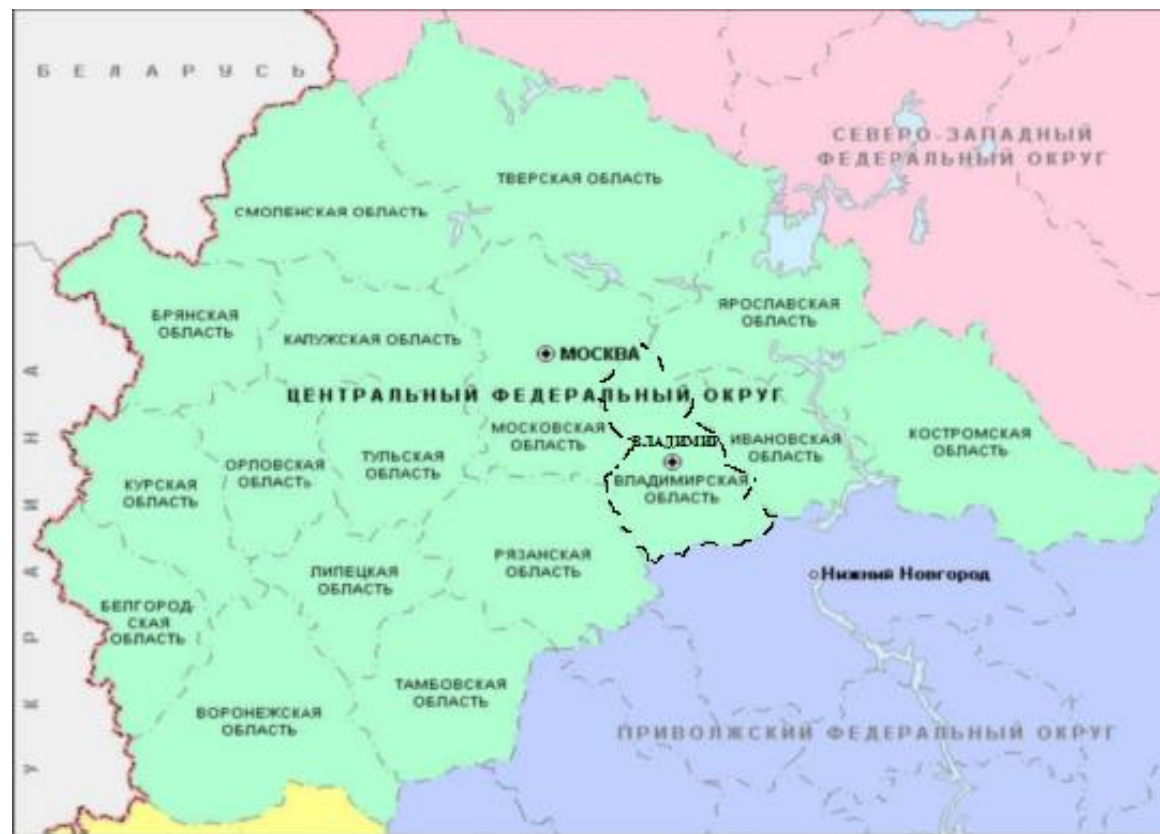 БЕЛАРУСЬ
СЕВЕРО-ЗАПАДНЫЙ
ФЕДЕРАЛЬНЫЙ ОКРУГ
ТВЕРСКАЯ ОБЛАСТЬ
СМОЛЕНСКАЯ ОБЛАСТЬ
БРЯНСКАЯ
ОБЛАСТЬ
КАЛУЖСКАЯ ОБЛАСТЬ
ЯРОСЛАВСКАЯ
ОБЛАСТЬ
МОСКВА
ЦЕНТРАЛЬНЫЙ ФЕДЕРАЛЬНЫЙ ОКРУГ
МОСКОВСКАЯ
ОБЛАСТЬ
ВЛАДИМИР
ВЛАДИМИРСКАЯ
ОБЛАСТЬ
ИВАНОВСКАЯ
ОБЛАСТЬ
КОСТРОМСКАЯ
ОБЛАСТЬ
КУРСКАЯ
ОБЛАСТЬ
ОРЛОВСКАЯ
ОБЛАСТЬ
ТУЛЬСКАЯ
ОБЛАСТЬ
РЯЗАНСКАЯ
ОБЛАСТЬ
ЛИПЕЦКАЯ
ОБЛАСТЬ
Нижний Новгород
БЕЛГОРОД-
СКАЯ
ОБЛАСТЬ
ТАМБОВСКАЯ
ОБЛАСТЬ
ВОРОНЕЖСКАЯ
ОБЛАСТЬ
ПРИВОЛЖСКИЙ ФЕДЕРАЛЬНЫЙ ОКРУГ
УКРАИНА